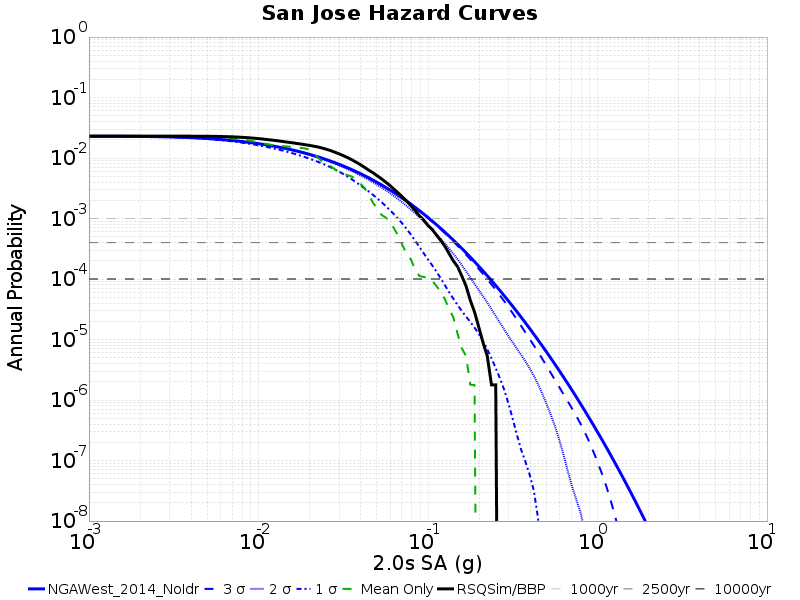 San Jose Hazard Curves
10^0
10^-1
10^-2
10^-3
10^-4
10^-5
10^-6
10^-7
10^-8
Annual Probability
10^-3 10^-2 10^-1 10^0 10^1
2.0s SA (g)
NGAWest_2014_NoIdr 3 σ 2 σ 1 σ Mean Only RSQSim/BBP 1000yr 2500yr 10000yr